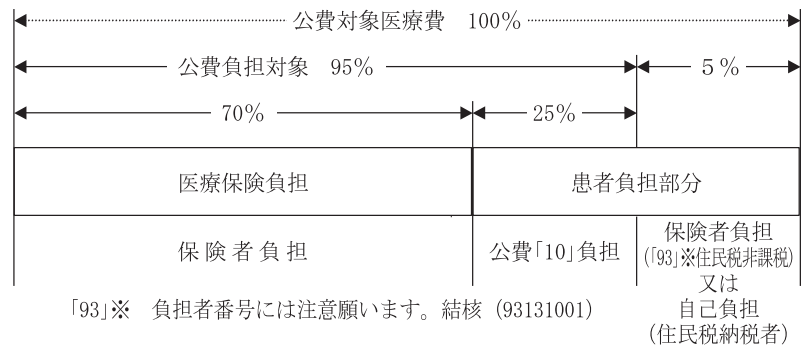 公費対象医療費　100%
公費負担対象　95%
5%
70%
25%
医療保険負担
患者負担部分
保険者負担
公費「10」負担
保険者負担
(「93」※住民税非課税)
又は
自己負担
(住民税納税者)
「93」※　負担者番号には注意願います。結核（93131001）